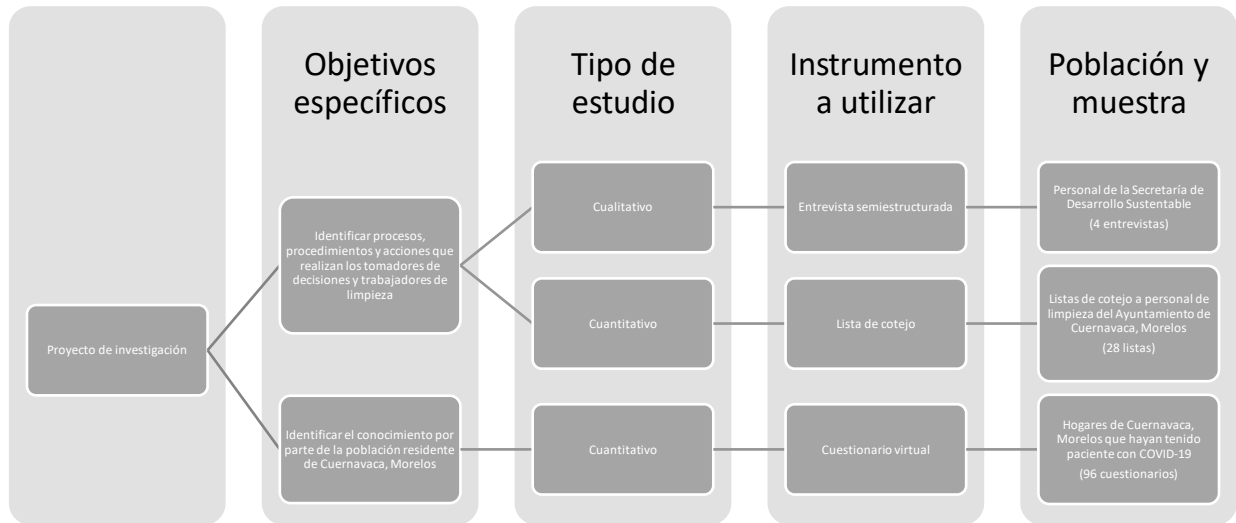 Objetivos
específicos
Tipo de
estudio
Instrumento
a utilizar
Población y
muestra
Proyecto de investigación
Identificar procesos,
procedimientos y acciones que
realizan los tomadores de
decisiones y trabajadores de
limpieza
Cualitativo
Entrevista semiestructurada
Personal de la Secretaría de
Desarrollo Sustentable
(4 entrevistas)
Cuantitativo
Lista de cotejo
Listas de cotejo a personal de
limpieza del Ayuntamiento de
Cuernavaca, Morelos
(28 listas)
Identificar el conocimiento por
parte de la población residente
de Cuernavaca, Morelos
Cuantitativo
Cuestionario virtual
Hogares de Cuernavaca,
Morelos que hayan tenido
paciente con COVID-19
(96 cuestionarios)